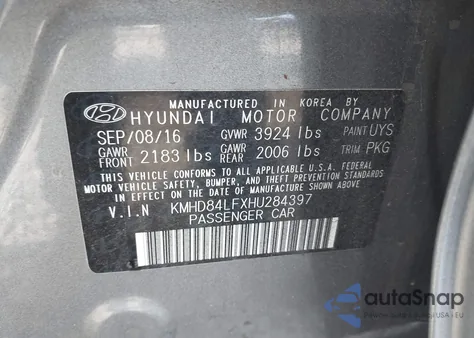 MANUFACTURED IN KOREA BY
HYUNDAI MOTOR COMPANY
SEP/08/16 GVWR 3924 lbs PAINT UYS
GAWR FRONT 2183 lbs GAWR REAR 2006 lbs TRIM PKG
THIS VEHICLE CONFORMS TO ALL APPLICABLE U.S.A. FEDERAL
MOTOR VEHICLE SAFETY, BUMPER, AND THEFT PREVENTION
STANDARDS IN EFFECT ON THE DATE OF MANUFACTURE SHOWN ABOVE.
V.I.N KMHD84LFXHU284397
PASSENGER CAR
autoSnap